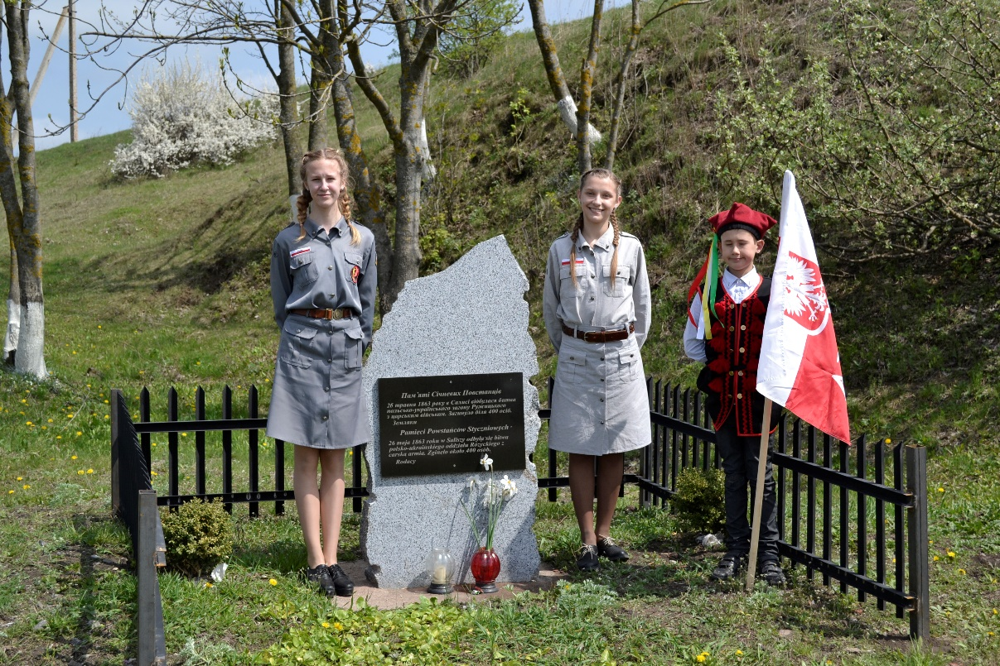 Пам'яті Січневих Повстанців
26 травня 1863 року в Салисі відбулася битва
польсько-українського загону Ружицького
з царським військом. Загинуло біля 400 осіб.
Земляки
Pamięci Powstańców Styczniowych
26 maja 1863 roku w Saliszy odbyła się bitwa
polsko-ukraińskiego oddziału Różyckiego z
carską armią. Zginęło około 400 osób.
Rodacy